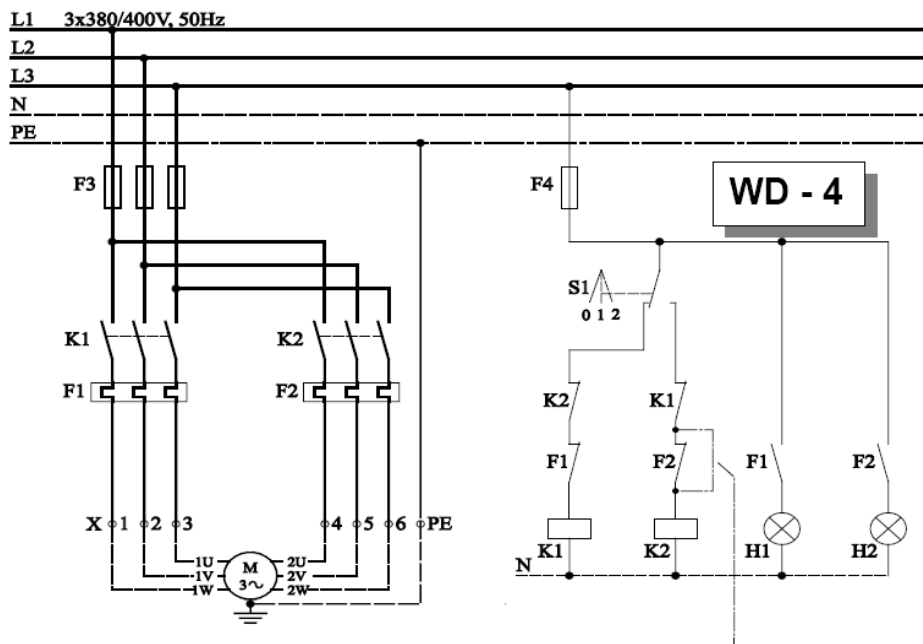 L1 3x380/400V, 50Hz
L2
L3
N
PE
F3
F4
WD - 4
S1
0 1 2
K1
K2
F1
F2
K2
K1
F1
F2
F1
F2
X 1 2 3 4 5 6 PE
K1
K2
H1
H2
1U
M
2U
1V
3~
2V
1W
2W
N